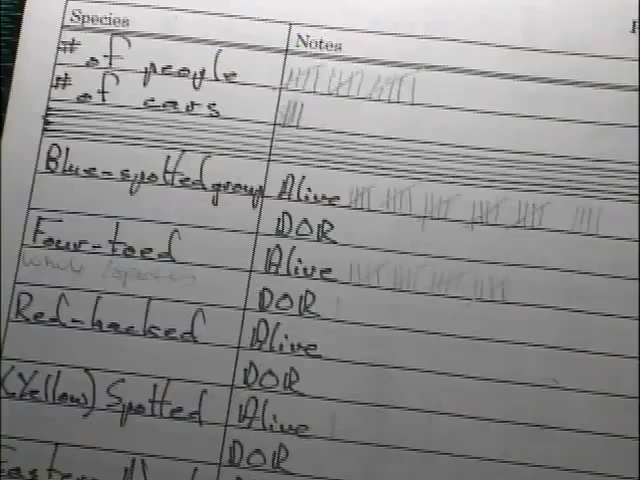 Species Notes
# of people
# of cars
Blue-spotted group Alive
DOR
Four-toed Alive
DOR
Red-backed Alive
DOR
(Yellow) Spotted Alive
DOR
Eastern